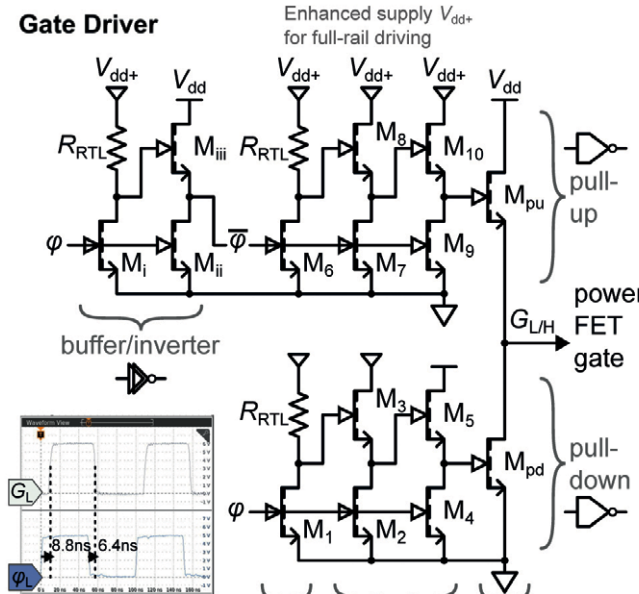 Gate Driver
Enhanced supply Vdd+
for full-rail driving
Vdd+
Vdd
Vdd+
Vdd+
Vdd+
Vdd
RRTL
Miii
RRTL
M8
M10
Mpu
pull-
up
φ
Mi
Mii
φ̅
M6
M7
M9
buffer/inverter
GL/H
power
FET
gate
RRTL
M3
M5
Mpd
pull-
down
φ
M1
M2
M4
Waveform View
GL
8.8ns
6.4ns
φL